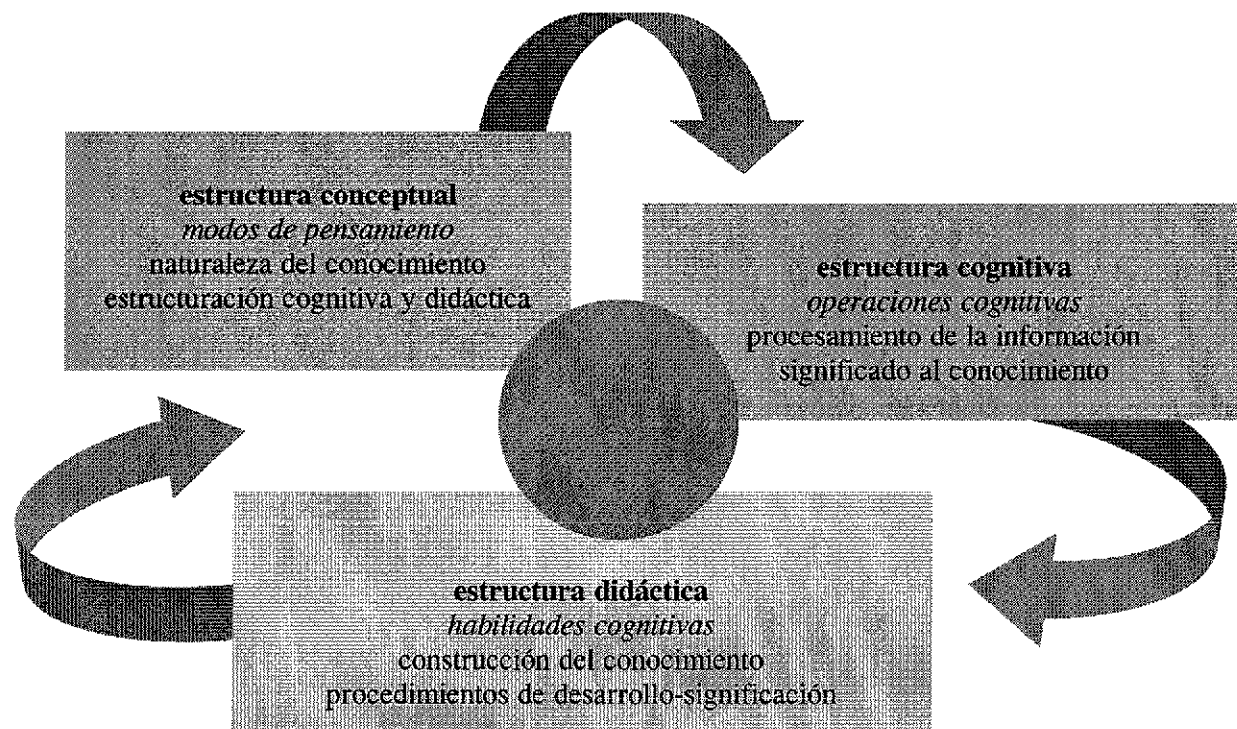 estructura conceptual
modos de pensamiento
naturaleza del conocimiento
estructuración cognitiva y didáctica
estructura cognitiva
operaciones cognitivas
procesamiento de la información
significado al conocimiento
estructura didáctica
habilidades cognitivas
construcción del conocimiento
procedimientos de desarrollo-significación